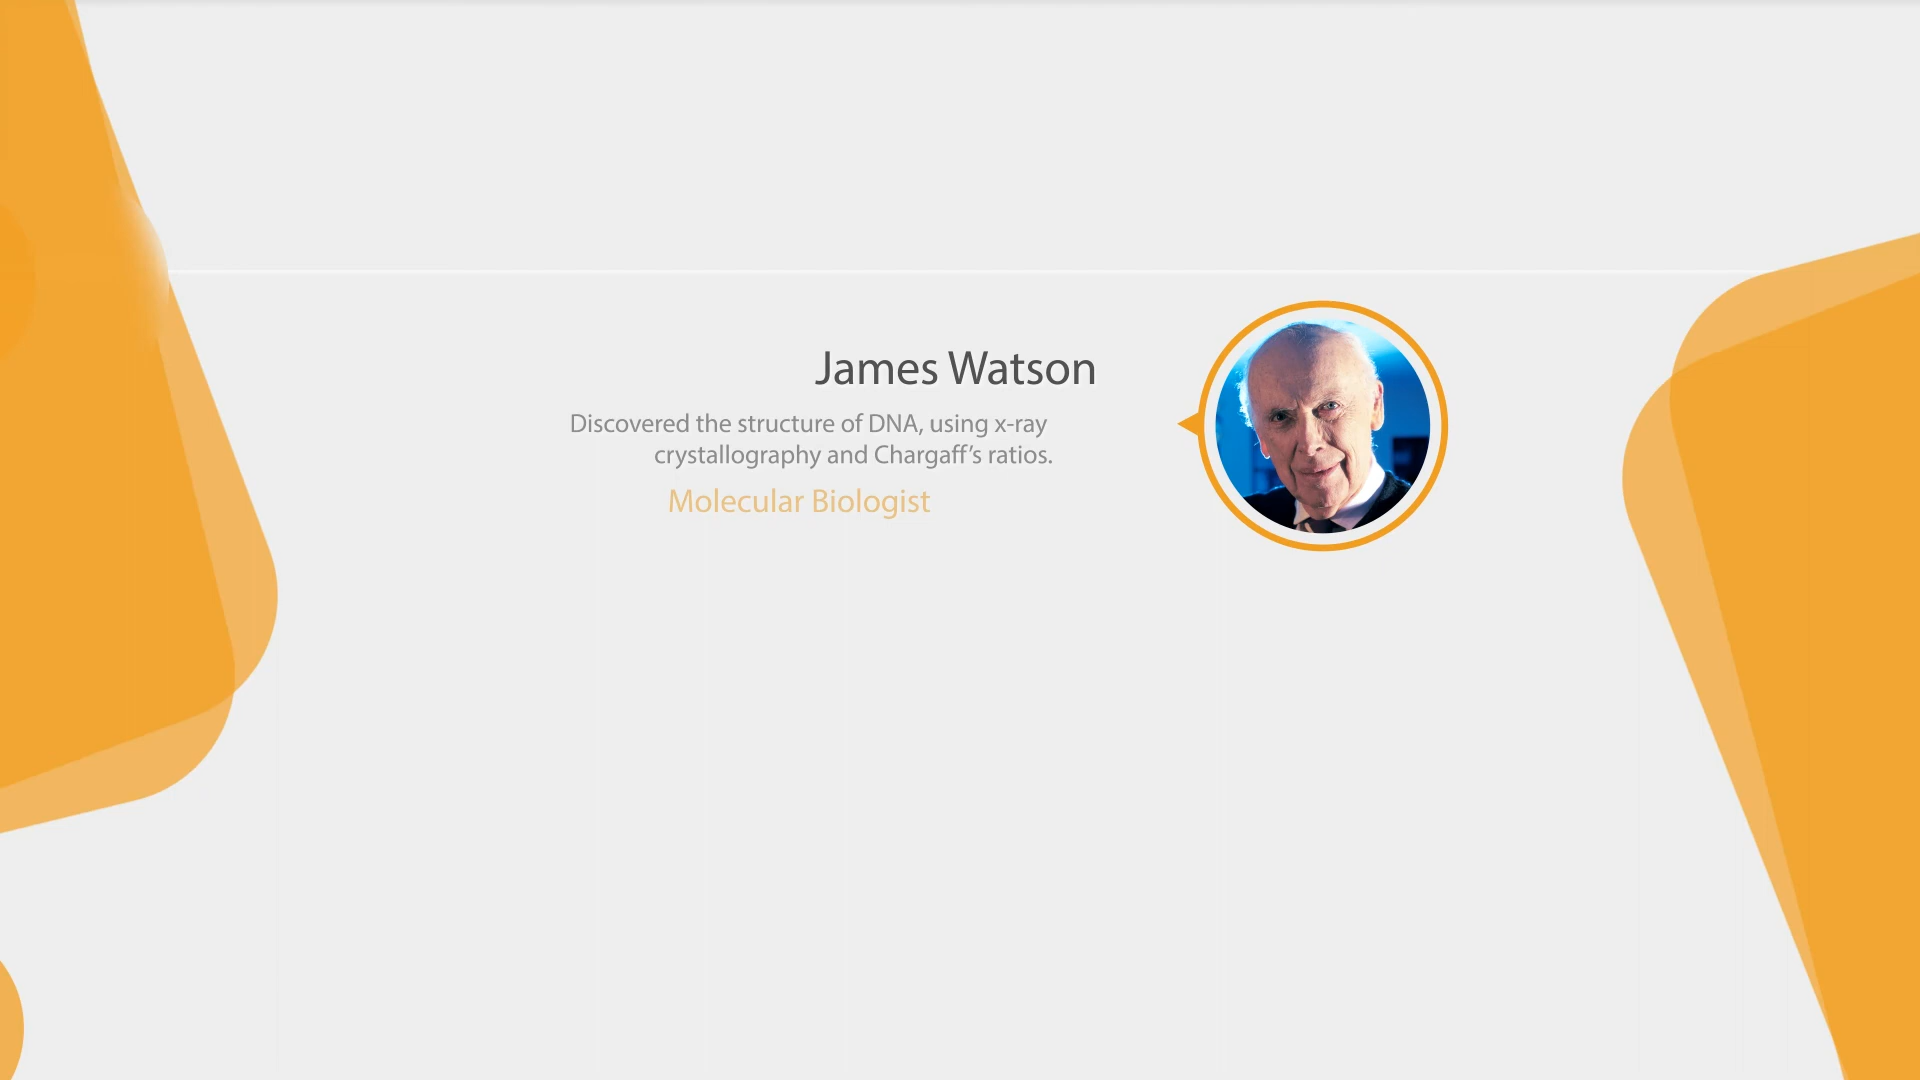 James Watson
Discovered the structure of DNA, using x-ray
crystallography and Chargaff’s ratios.
Molecular Biologist